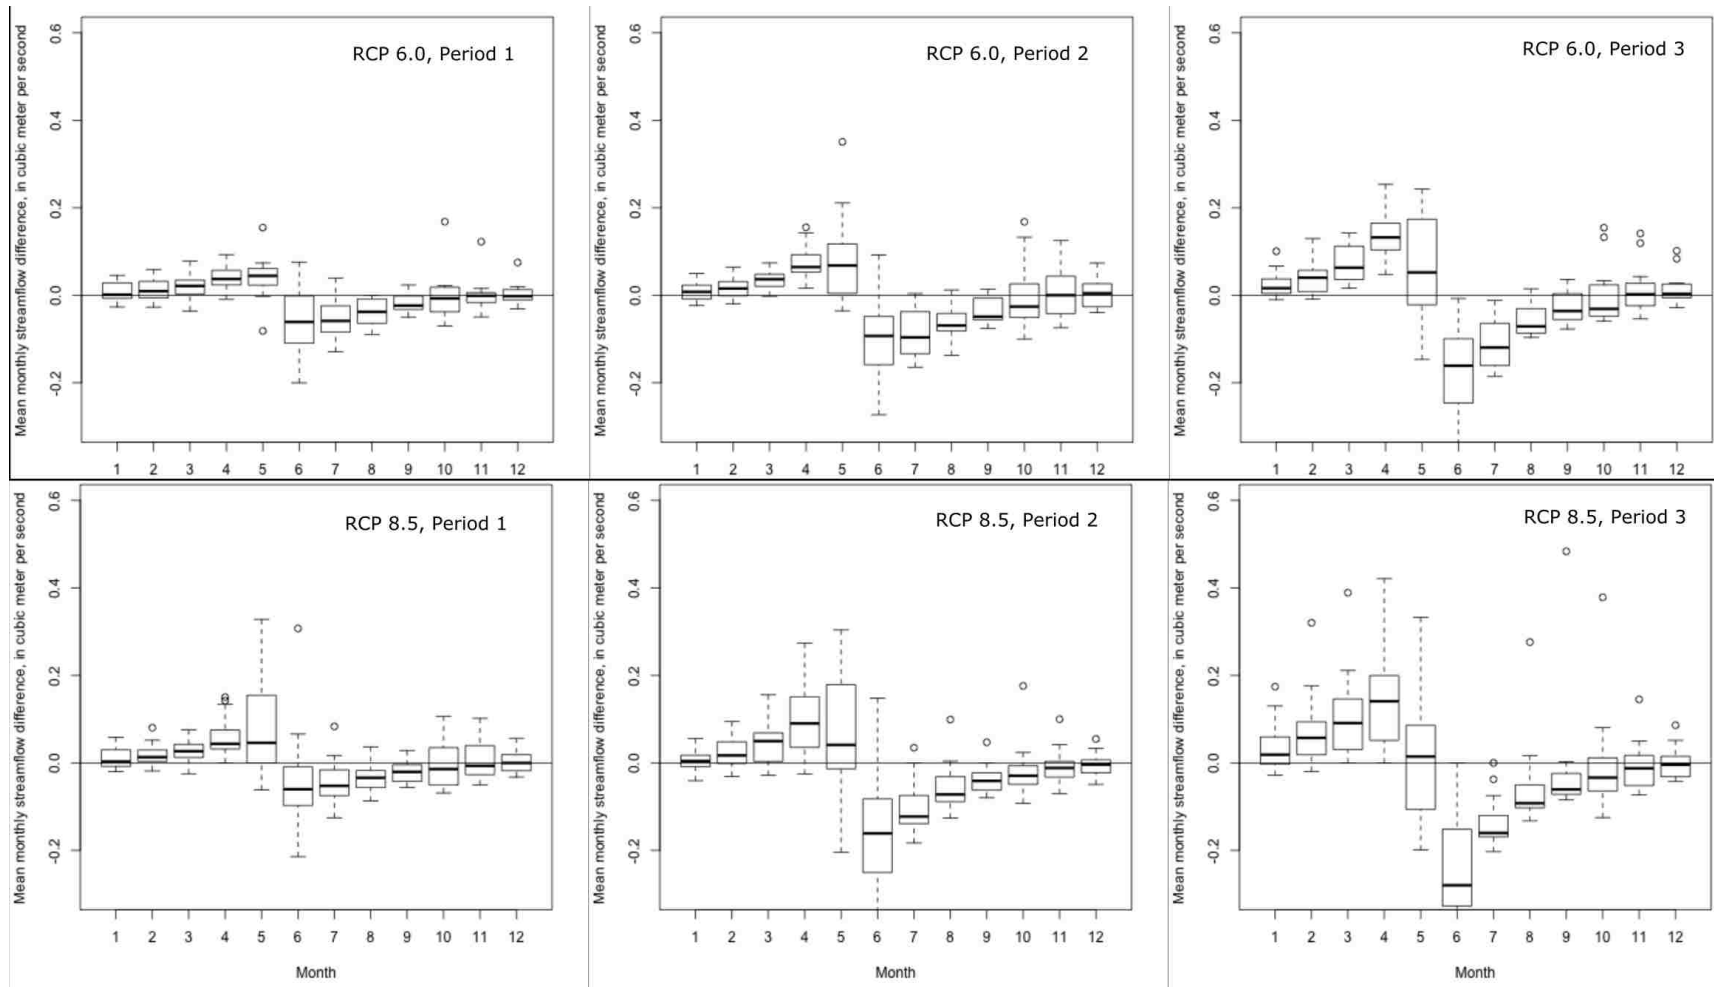 RCP 6.0, Period 1
Mean monthly streamflow difference, in cubic meter per second
0.6
0.4
0.2
0.0
-0.2
1 2 3 4 5 6 7 8 9 10 11 12
RCP 6.0, Period 2
Mean monthly streamflow difference, in cubic meter per second
0.6
0.4
0.2
0.0
-0.2
1 2 3 4 5 6 7 8 9 10 11 12
RCP 6.0, Period 3
Mean monthly streamflow difference, in cubic meter per second
0.6
0.4
0.2
0.0
-0.2
1 2 3 4 5 6 7 8 9 10 11 12
RCP 8.5, Period 1
Mean monthly streamflow difference, in cubic meter per second
0.6
0.4
0.2
0.0
-0.2
1 2 3 4 5 6 7 8 9 10 11 12
Month
RCP 8.5, Period 2
Mean monthly streamflow difference, in cubic meter per second
0.6
0.4
0.2
0.0
-0.2
1 2 3 4 5 6 7 8 9 10 11 12
Month
RCP 8.5, Period 3
Mean monthly streamflow difference, in cubic meter per second
0.6
0.4
0.2
0.0
-0.2
1 2 3 4 5 6 7 8 9 10 11 12
Month